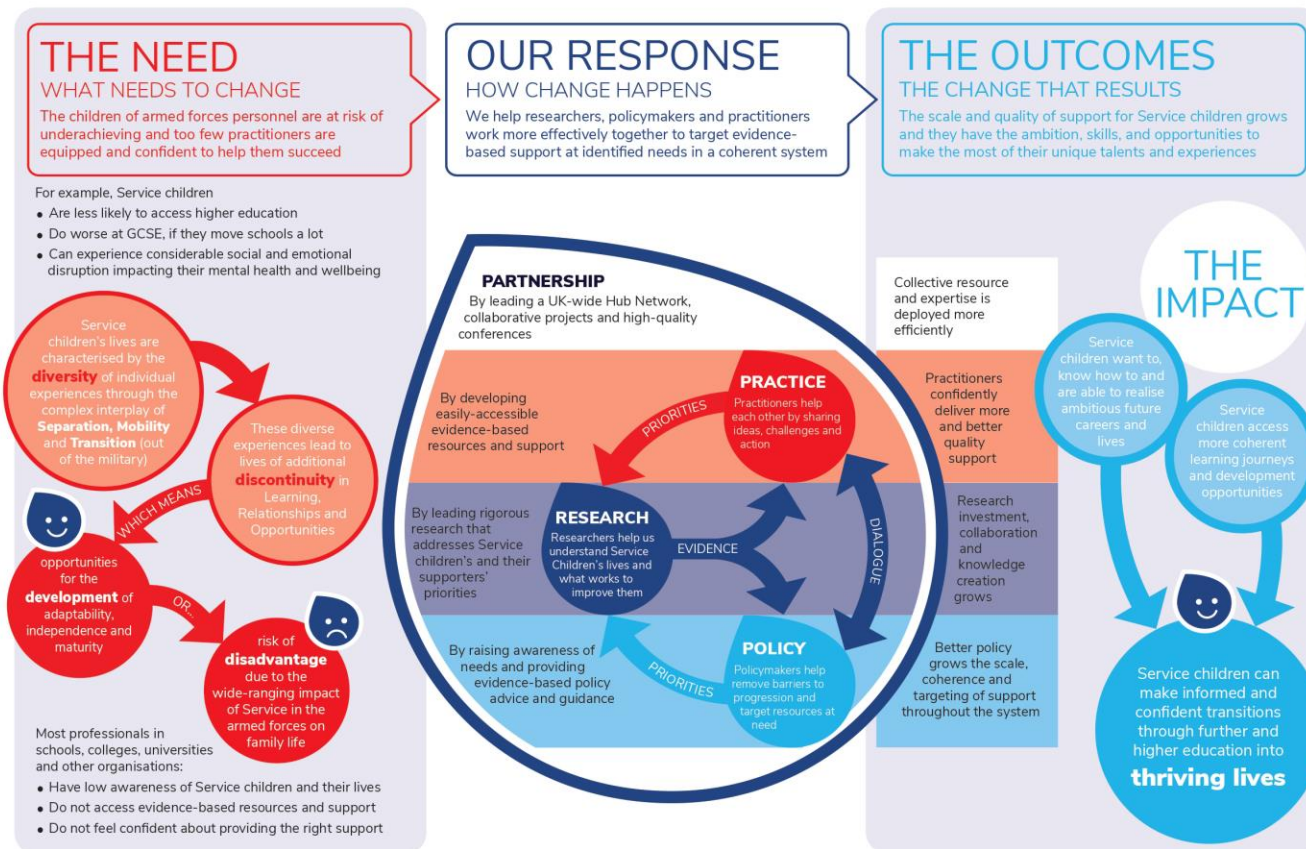 THE NEED
WHAT NEEDS TO CHANGE
The children of armed forces personnel are at risk of
underachieving and too few practitioners are
equipped and confident to help them succeed
For example, Service children
• Are less likely to access higher education
• Do worse at GCSE, if they move schools a lot
• Can experience considerable social and emotional
disruption impacting their mental health and wellbeing
Service
children's lives are
characterised by the
diversity of individual
experiences through the
complex interplay of
Separation, Mobility
and Transition (out
of the military)
These diverse
experiences lead to
lives of additional
discontinuity in
Learning,
Relationships and
Opportunities
WHICH MEANS
opportunities
for the
development of
adaptability,
independence and
maturity
OR...
risk of
disadvantage
due to the
wide-ranging impact
of Service in the
armed forces on
family life
Most professionals in
schools, colleges, universities
and other organisations:
• Have low awareness of Service children and their lives
• Do not access evidence-based resources and support
• Do not feel confident about providing the right support
OUR RESPONSE
HOW CHANGE HAPPENS
We help researchers, policymakers and practitioners
work more effectively together to target evidence-
based support at identified needs in a coherent system
PARTNERSHIP
By leading a UK-wide Hub Network,
collaborative projects and high-quality
conferences
By developing
easily-accessible
evidence-based
resources and support
PRIORITIES
PRACTICE
Practitioners help
each other by sharing
ideas, challenges and
action
By leading rigorous
research that
addresses Service
children's and their
supporters'
priorities
RESEARCH
Researchers help us
understand Service
Children's lives and
what works to
improve them
EVIDENCE
DIALOGUE
By raising awareness of
needs and providing
evidence-based policy
advice and guidance
PRIORITIES
POLICY
Policymakers help
remove barriers to
progression and
target resources at
need
THE OUTCOMES
THE CHANGE THAT RESULTS
The scale and quality of support for Service children grows
and they have the ambition, skills, and opportunities to
make the most of their unique talents and experiences
Collective resource
and expertise is
deployed more
efficiently
Practitioners
confidently
deliver more
and better
quality
support
Research
investment,
collaboration
and
knowledge
creation
grows
Better policy
grows the scale,
coherence and
targeting of support
throughout the system
THE
IMPACT
Service
children want to,
know how to and
are able to realise
ambitious future
careers and
lives
Service
children access
more coherent
learning journeys
and development
opportunities
Service children can
make informed and
confident transitions
through further and
higher education into
thriving lives